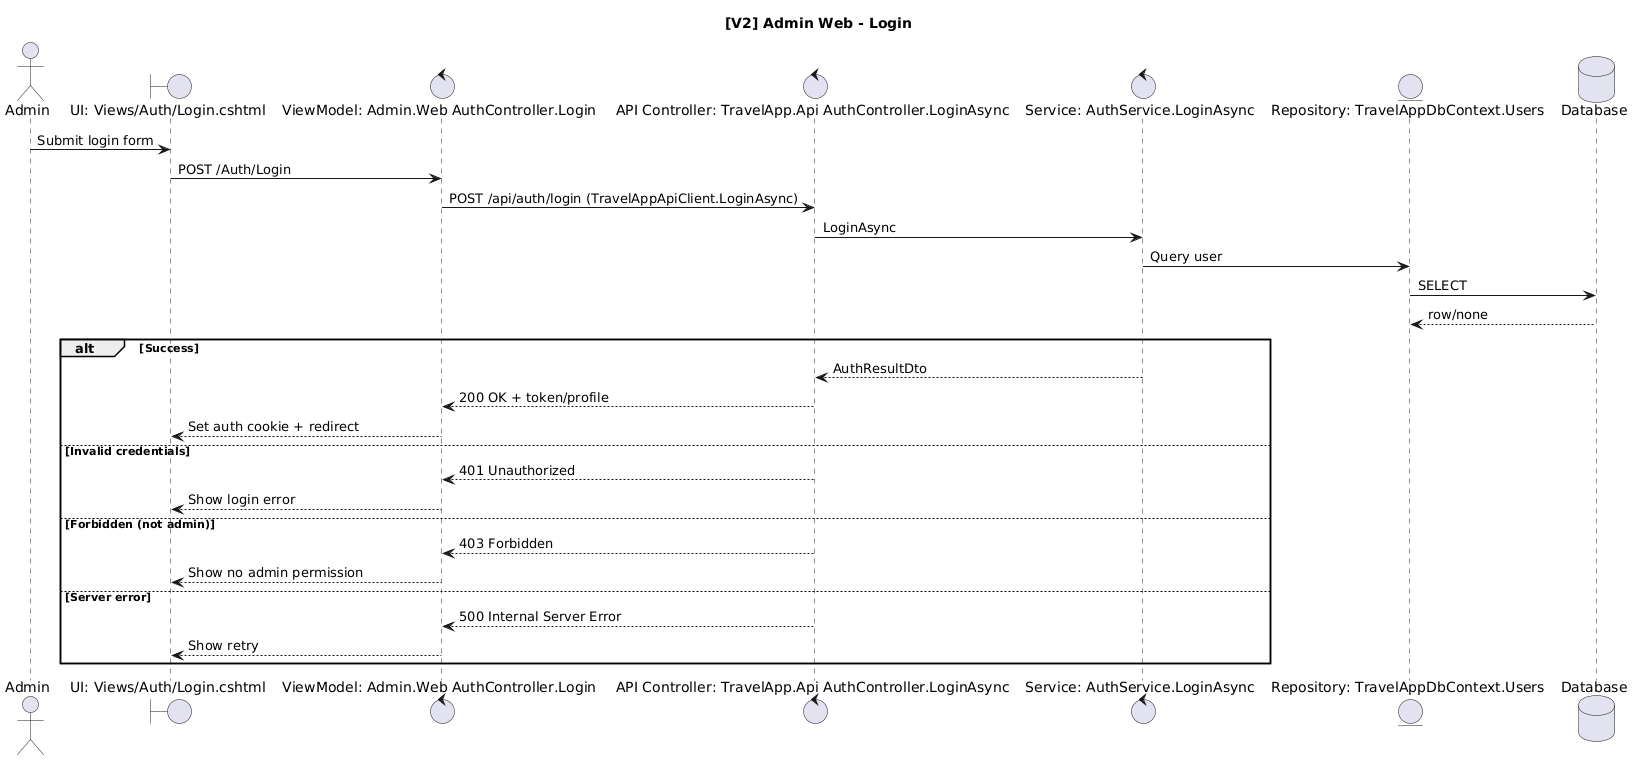 [V2] Admin Web - Login
Admin
UI: Views/Auth/Login.cshtml
ViewModel: Admin.Web AuthController.Login
API Controller: TravelApp.Api AuthController.LoginAsync
Service: AuthService.LoginAsync
Repository: TravelAppDbContext.Users
Database
Submit login form
POST /Auth/Login
POST /api/auth/login (TravelAppApiClient.LoginAsync)
LoginAsync
Query user
SELECT
row/none
alt [Success]
AuthResultDto
200 OK + token/profile
Set auth cookie + redirect
[Invalid credentials]
401 Unauthorized
Show login error
[Forbidden (not admin)]
403 Forbidden
Show no admin permission
[Server error]
500 Internal Server Error
Show retry
Admin
UI: Views/Auth/Login.cshtml
ViewModel: Admin.Web AuthController.Login
API Controller: TravelApp.Api AuthController.LoginAsync
Service: AuthService.LoginAsync
Repository: TravelAppDbContext.Users
Database